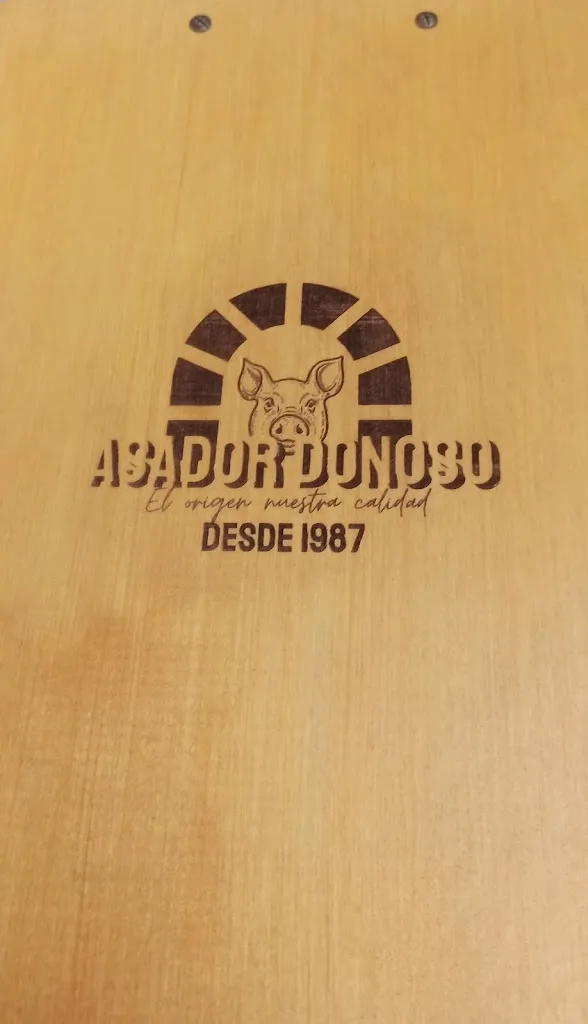 ASADOR DONOSO
El origen nuestra calidad
DESDE 1987